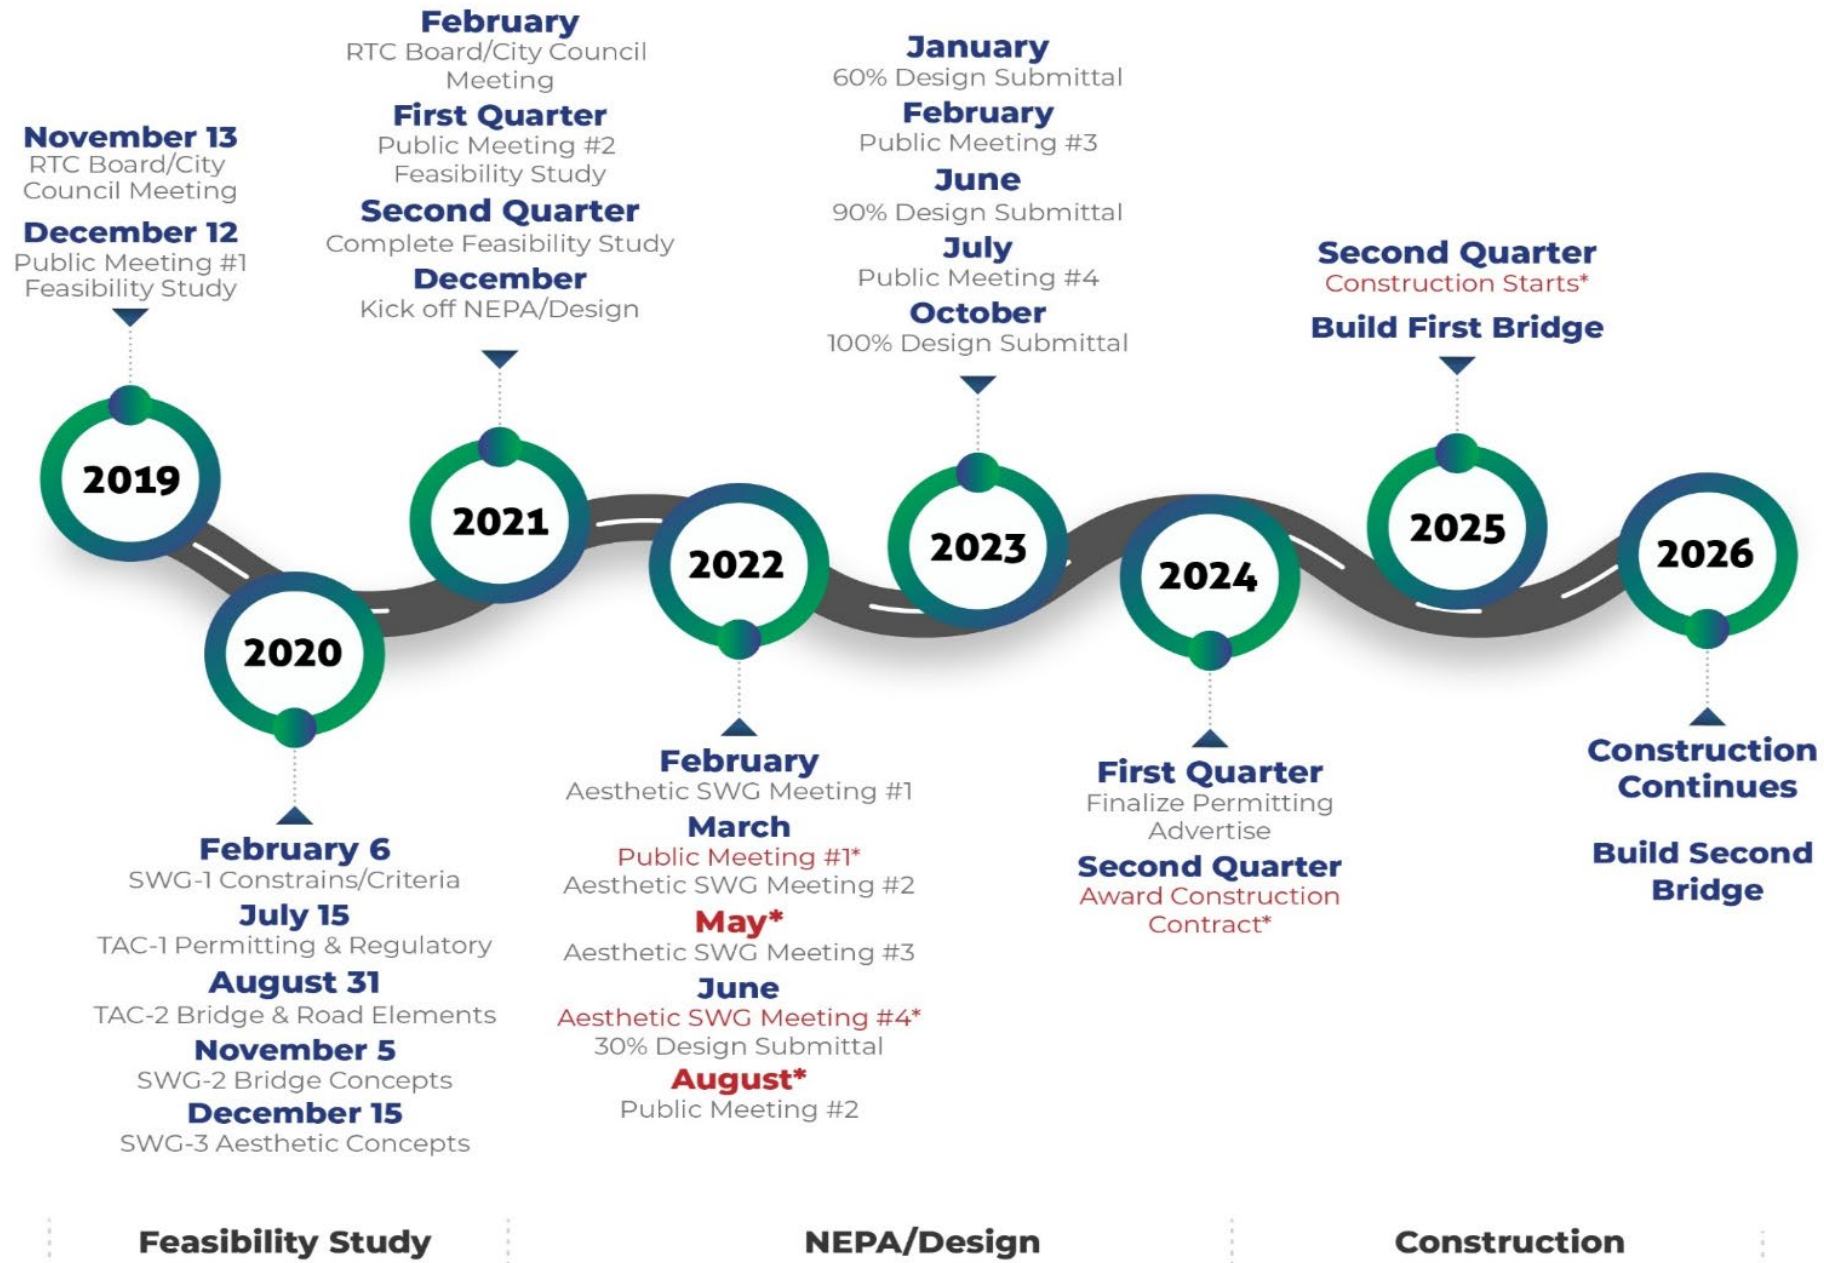 November 13
RTC Board/City
Council Meeting
December 12
Public Meeting #1
Feasibility Study
2019
2020
February 6
SWG-1 Constrains/Criteria
July 15
TAC-1 Permitting & Regulatory
August 31
TAC-2 Bridge & Road Elements
November 5
SWG-2 Bridge Concepts
December 15
SWG-3 Aesthetic Concepts
February
RTC Board/City Council
Meeting
First Quarter
Public Meeting #2
Feasibility Study
Second Quarter
Complete Feasibility Study
December
Kick off NEPA/Design
2021
2022
February
Aesthetic SWG Meeting #1
March
Public Meeting #1*
Aesthetic SWG Meeting #2
May*
Aesthetic SWG Meeting #3
June
Aesthetic SWG Meeting #4*
30% Design Submittal
August*
Public Meeting #2
January
60% Design Submittal
February
Public Meeting #3
June
90% Design Submittal
July
Public Meeting #4
October
100% Design Submittal
2023
2024
First Quarter
Finalize Permitting
Advertise
Second Quarter
Award Construction
Contract*
Second Quarter
Construction Starts*
Build First Bridge
2025
2026
Construction
Continues
Build Second
Bridge
Feasibility Study
NEPA/Design
Construction